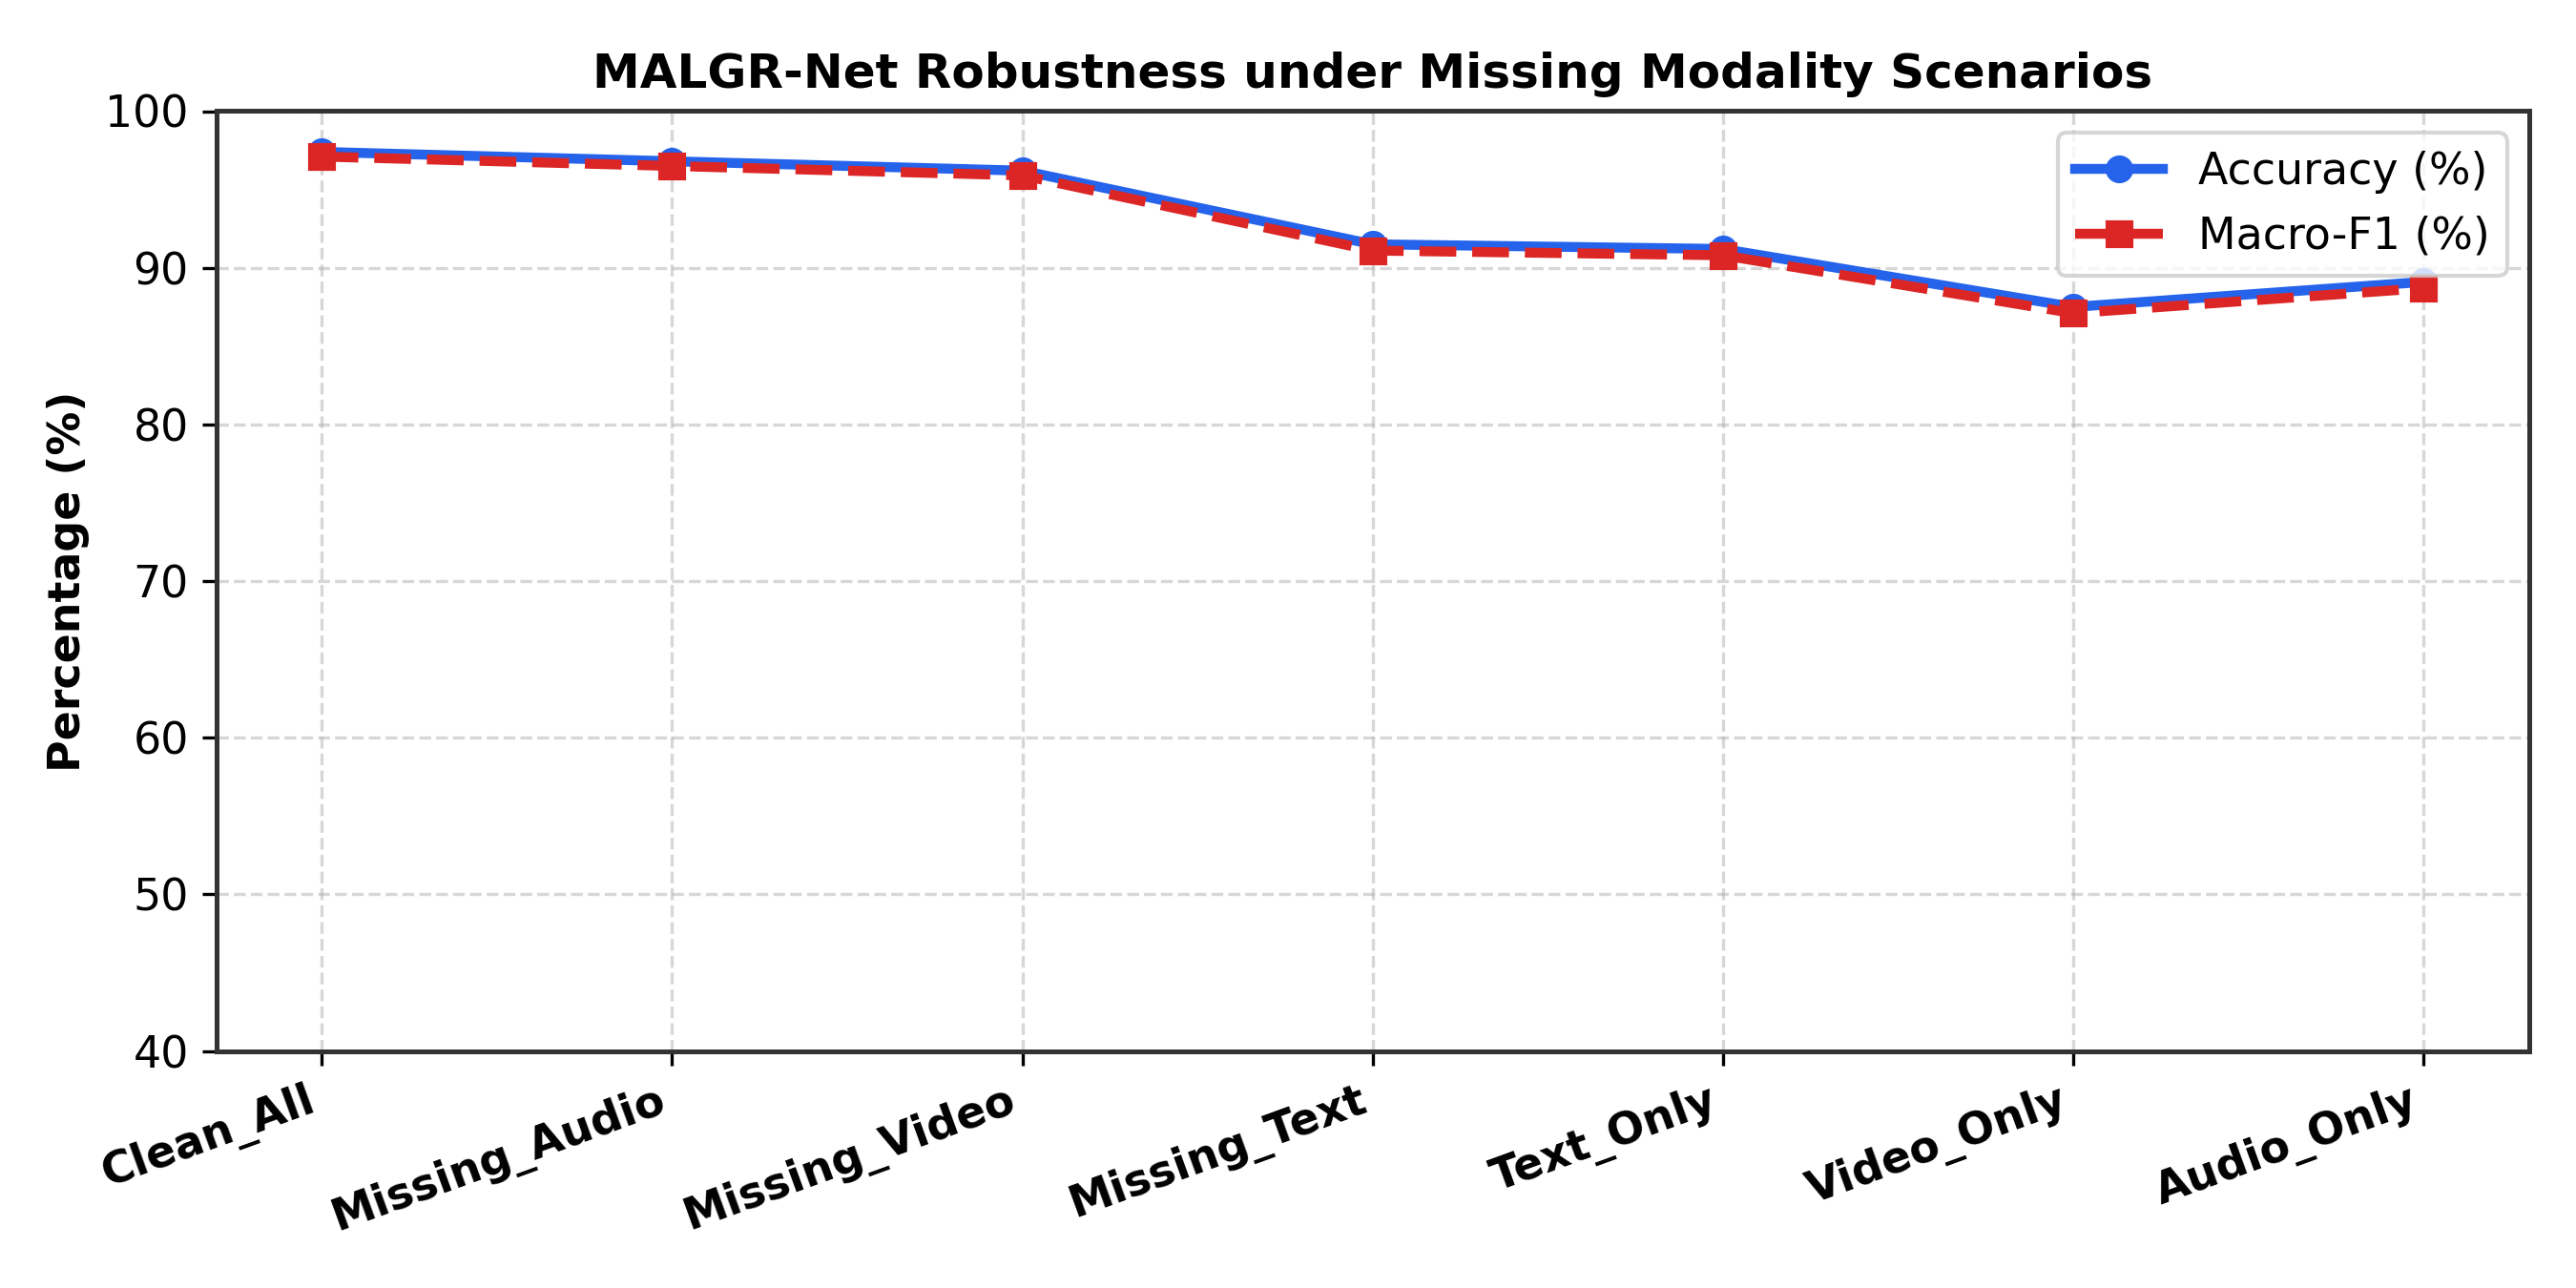 MALGR-Net Robustness under Missing Modality Scenarios
Accuracy (%)
Macro-F1 (%)
Percentage (%)
100
90
80
70
60
50
40
Clean_All
Missing_Audio
Missing_Video
Missing_Text
Text_Only
Video_Only
Audio_Only